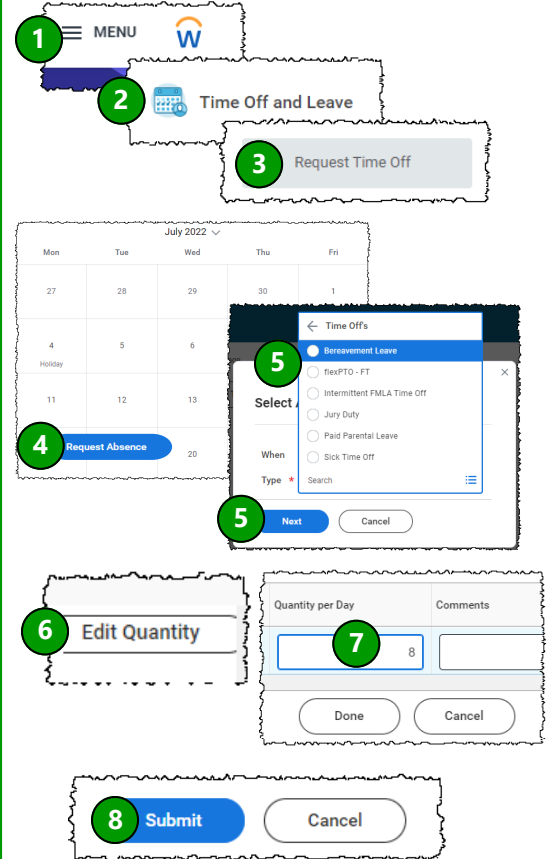 1 MENU
2 Time Off and Leave
3 Request Time Off
July 2022
Mon Tue Wed Thu Fri
27 28 29 30 1
4 5 6
Holiday
11 12 13
4 Request Absence 20
← Time Off's
5 Bereavement Leave
flexPTO - FT
Intermittent FMLA Time Off
Jury Duty
Paid Parental Leave
Sick Time Off
Search
×
Select
When
Type *
5 Next Cancel
6 Edit Quantity
Quantity per Day Comments
7 8
Done Cancel
8 Submit Cancel